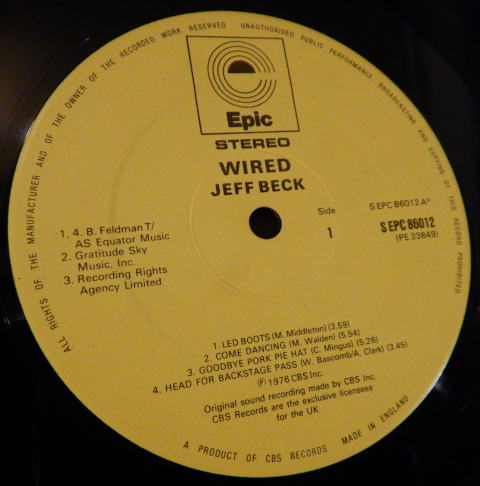 ALL RIGHTS OF THE MANUFACTURER AND OF THE OWNER OF THE RECORDED WORK RESERVED UNAUTHORISED PUBLIC PERFORMANCE BROADCASTING AND COPYING OF THIS RECORD PROHIBITED
Epic
STEREO
WIRED
JEFF BECK
1. 4. B. Feldman T/
AS Equator Music
2. Gratitude Sky
Music, Inc.
3. Recording Rights
Agency Limited
Side
1
S EPC 86012 A°
S EPC 86012
(PE 33849)
1. LED BOOTS (M. Middleton) (3.59)
2. COME DANCING (M. Walden) (5.54)
3. GOODBYE PORK PIE HAT (C. Mingus) (5.26)
4. HEAD FOR BACKSTAGE PASS (W. Bascomb/A. Clark) (3.45)
℗ 1976 CBS Inc.
Original sound recording made by CBS Inc.
CBS Records are the exclusive licensees
for the UK
A PRODUCT OF CBS RECORDS MADE IN ENGLAND